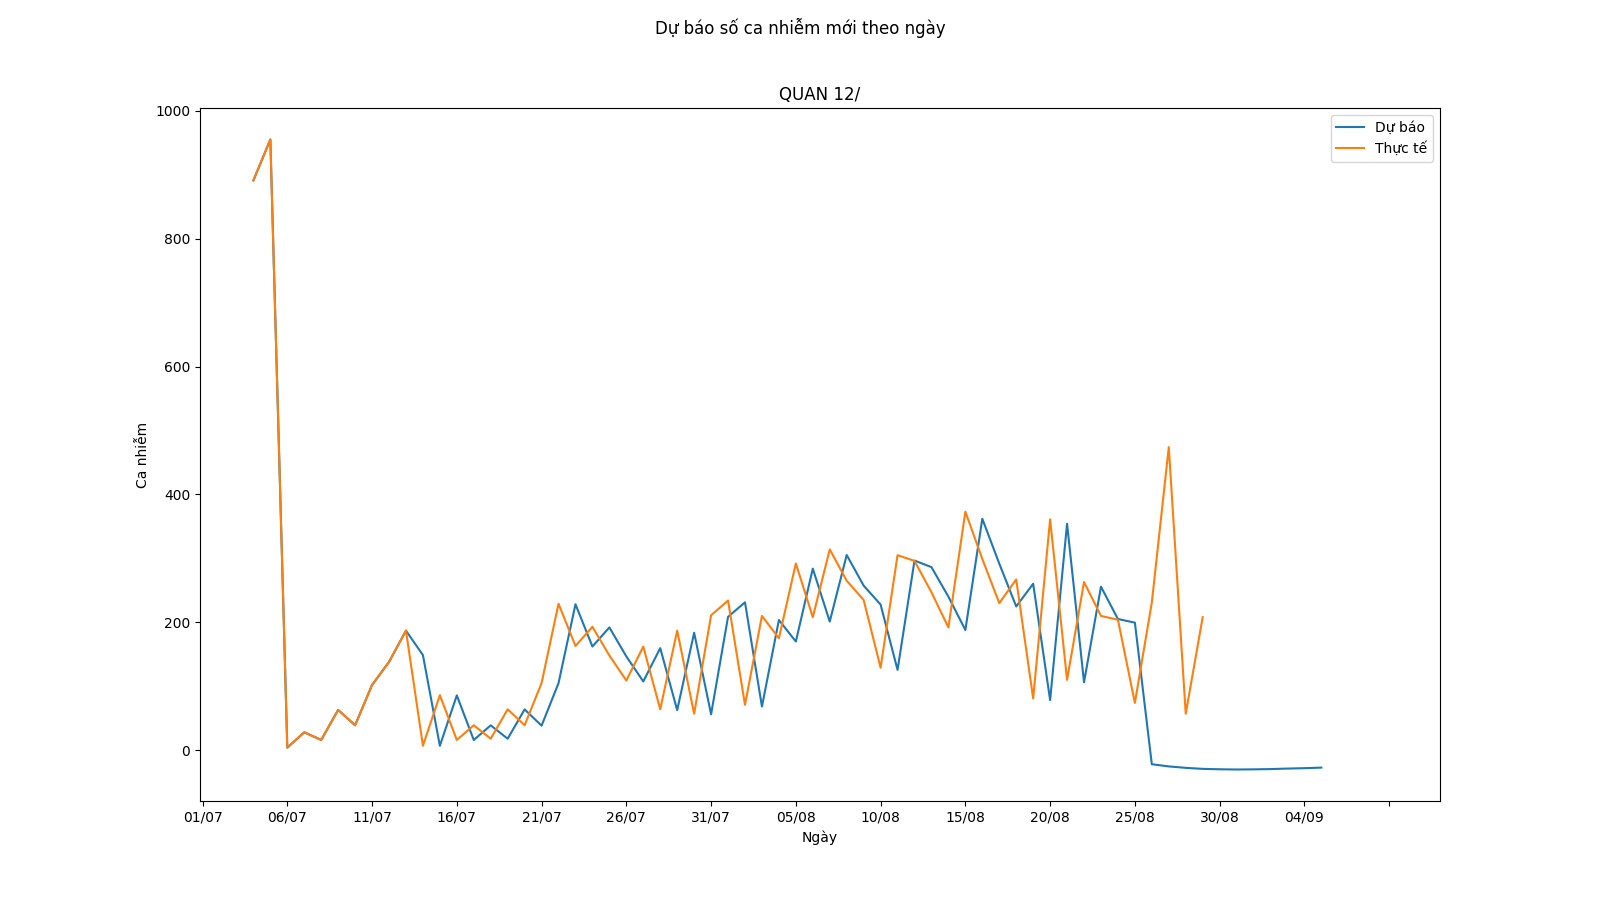 Dự báo số ca nhiễm mới theo ngày
QUAN 12/
Dự báo
Thực tế
Ca nhiễm
1000
800
600
400
200
0
01/07 06/07 11/07 16/07 21/07 26/07 31/07 05/08 10/08 15/08 20/08 25/08 30/08 04/09
Ngày